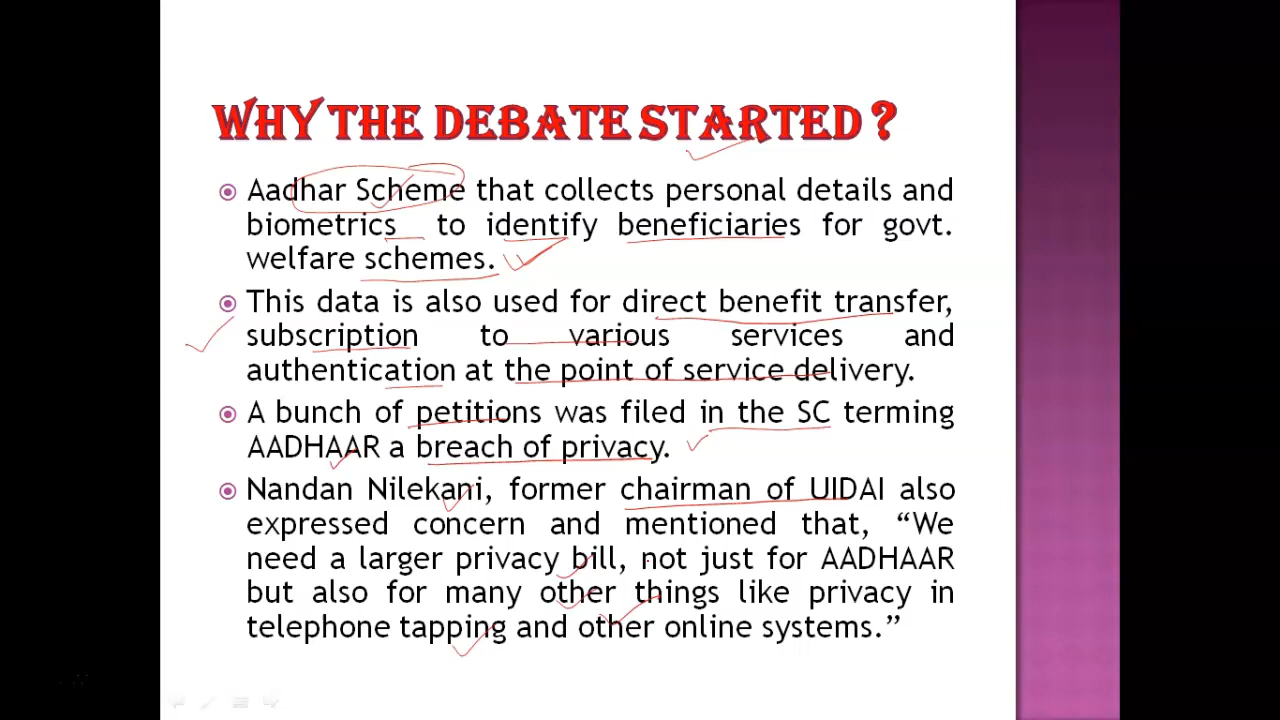 WHY THE DEBATE STARTED ?
Aadhar Scheme that collects personal details and
biometrics to identify beneficiaries for govt.
welfare schemes.
This data is also used for direct benefit transfer,
subscription to various services and
authentication at the point of service delivery.
A bunch of petitions was filed in the SC terming
AADHAAR a breach of privacy.
Nandan Nilekani, former chairman of UIDAI also
expressed concern and mentioned that, “We
need a larger privacy bill, not just for AADHAAR
but also for many other things like privacy in
telephone tapping and other online systems.”